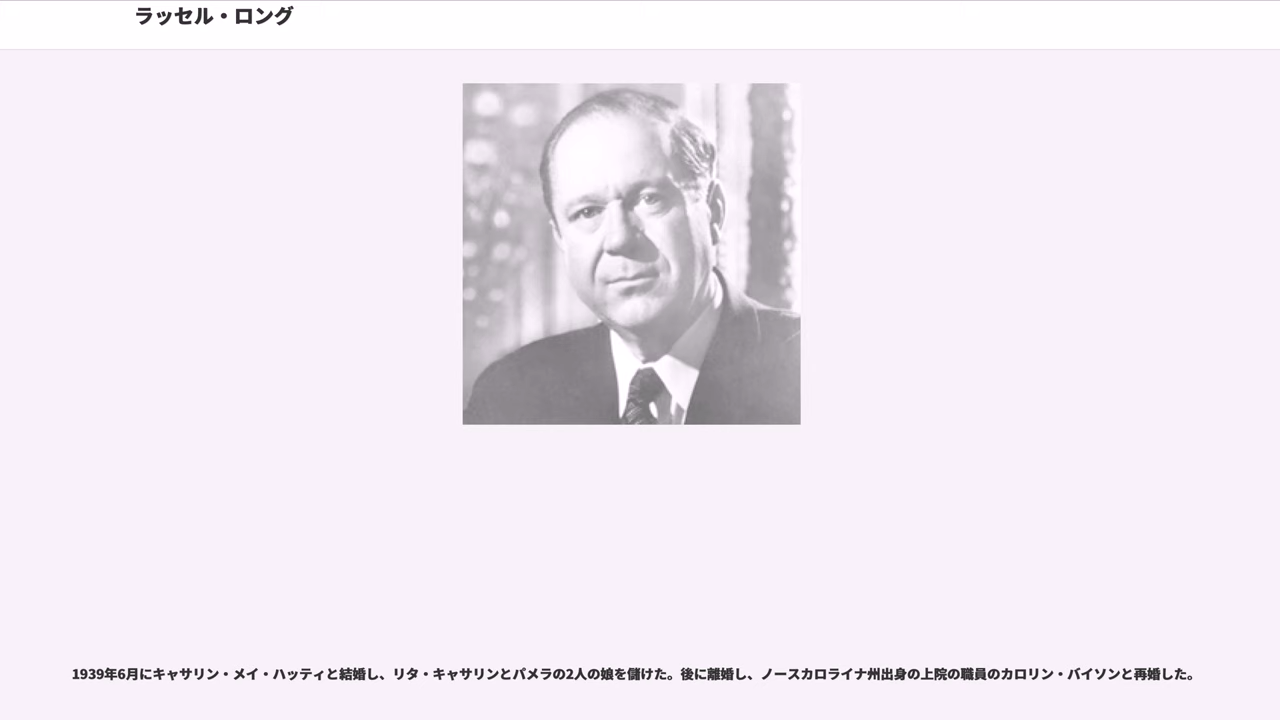 ラッセル・ロング
1939年6月にキャサリン・メイ・ハッティと結婚し、リタ・キャサリンとパメラの2人の娘を儲けた。後に離婚し、ノースカロライナ州出身の上院の職員のカロリン・バイソンと再婚した。